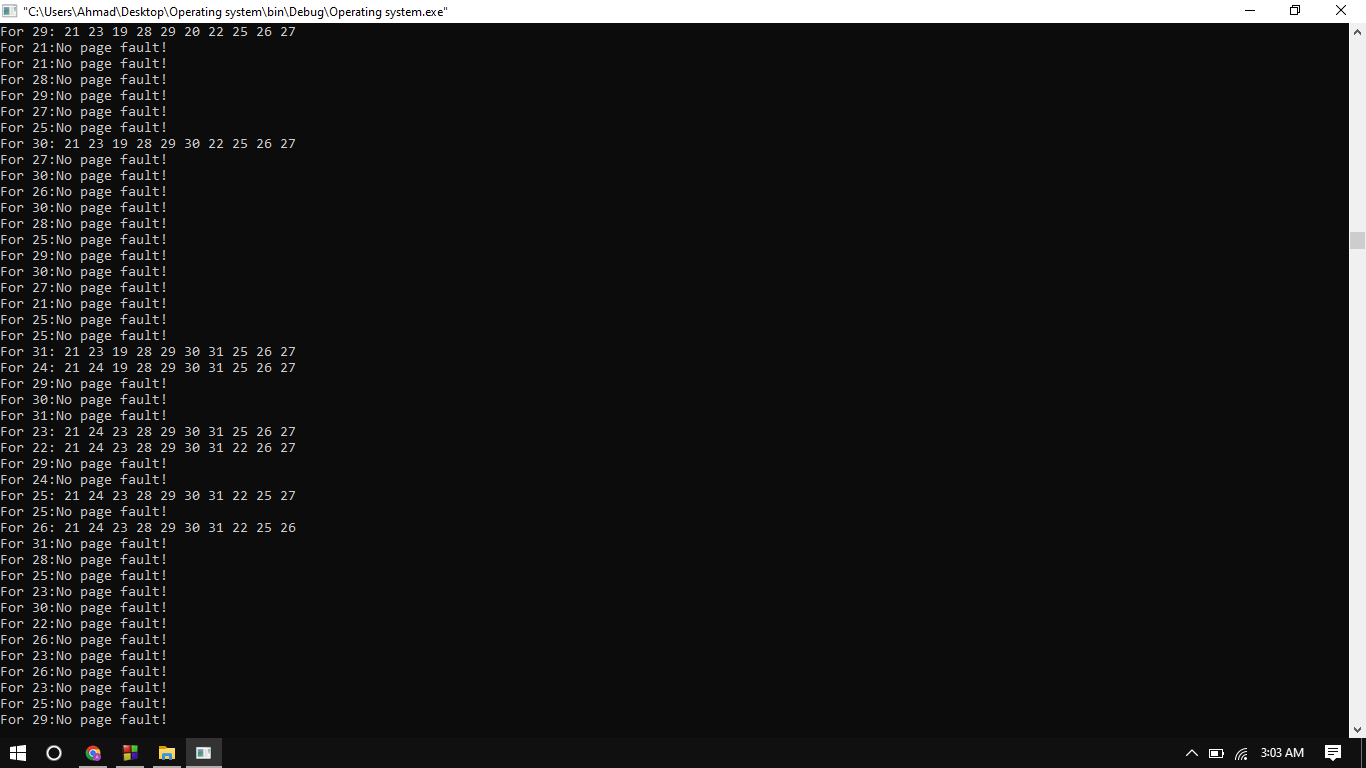 "C:\Users\Ahmad\Desktop\Operating system\bin\Debug\Operating system.exe"
For 29: 21 23 19 28 29 20 22 25 26 27
For 21:No page fault!
For 21:No page fault!
For 28:No page fault!
For 29:No page fault!
For 27:No page fault!
For 25:No page fault!
For 30: 21 23 19 28 29 30 22 25 26 27
For 27:No page fault!
For 30:No page fault!
For 26:No page fault!
For 30:No page fault!
For 28:No page fault!
For 25:No page fault!
For 29:No page fault!
For 30:No page fault!
For 27:No page fault!
For 21:No page fault!
For 25:No page fault!
For 25:No page fault!
For 31: 21 23 19 28 29 30 31 25 26 27
For 24: 21 24 19 28 29 30 31 25 26 27
For 29:No page fault!
For 30:No page fault!
For 31:No page fault!
For 23: 21 24 23 28 29 30 31 25 26 27
For 22: 21 24 23 28 29 30 31 22 26 27
For 29:No page fault!
For 24:No page fault!
For 25: 21 24 23 28 29 30 31 22 25 27
For 25:No page fault!
For 26: 21 24 23 28 29 30 31 22 25 26
For 31:No page fault!
For 28:No page fault!
For 25:No page fault!
For 23:No page fault!
For 30:No page fault!
For 22:No page fault!
For 26:No page fault!
For 23:No page fault!
For 26:No page fault!
For 23:No page fault!
For 25:No page fault!
For 29:No page fault!
3:03 AM